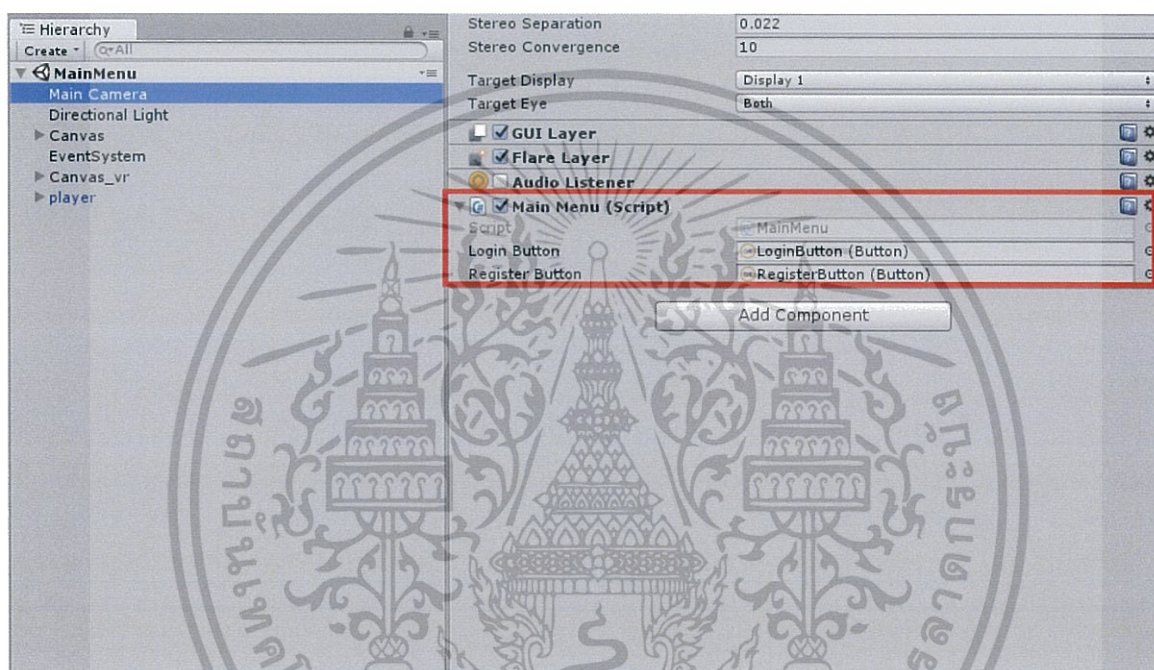 Hierarchy
Create
All
MainMenu
Main Camera
Directional Light
Canvas
EventSystem
Canvas_vr
player
Stereo Separation 0.022
Stereo Convergence 10
Target Display Display 1
Target Eye Both
GUI Layer
Flare Layer
Audio Listener
Main Menu (Script)
Script MainMenu
Login Button LoginButton (Button)
Register Button RegisterButton (Button)
Add Component